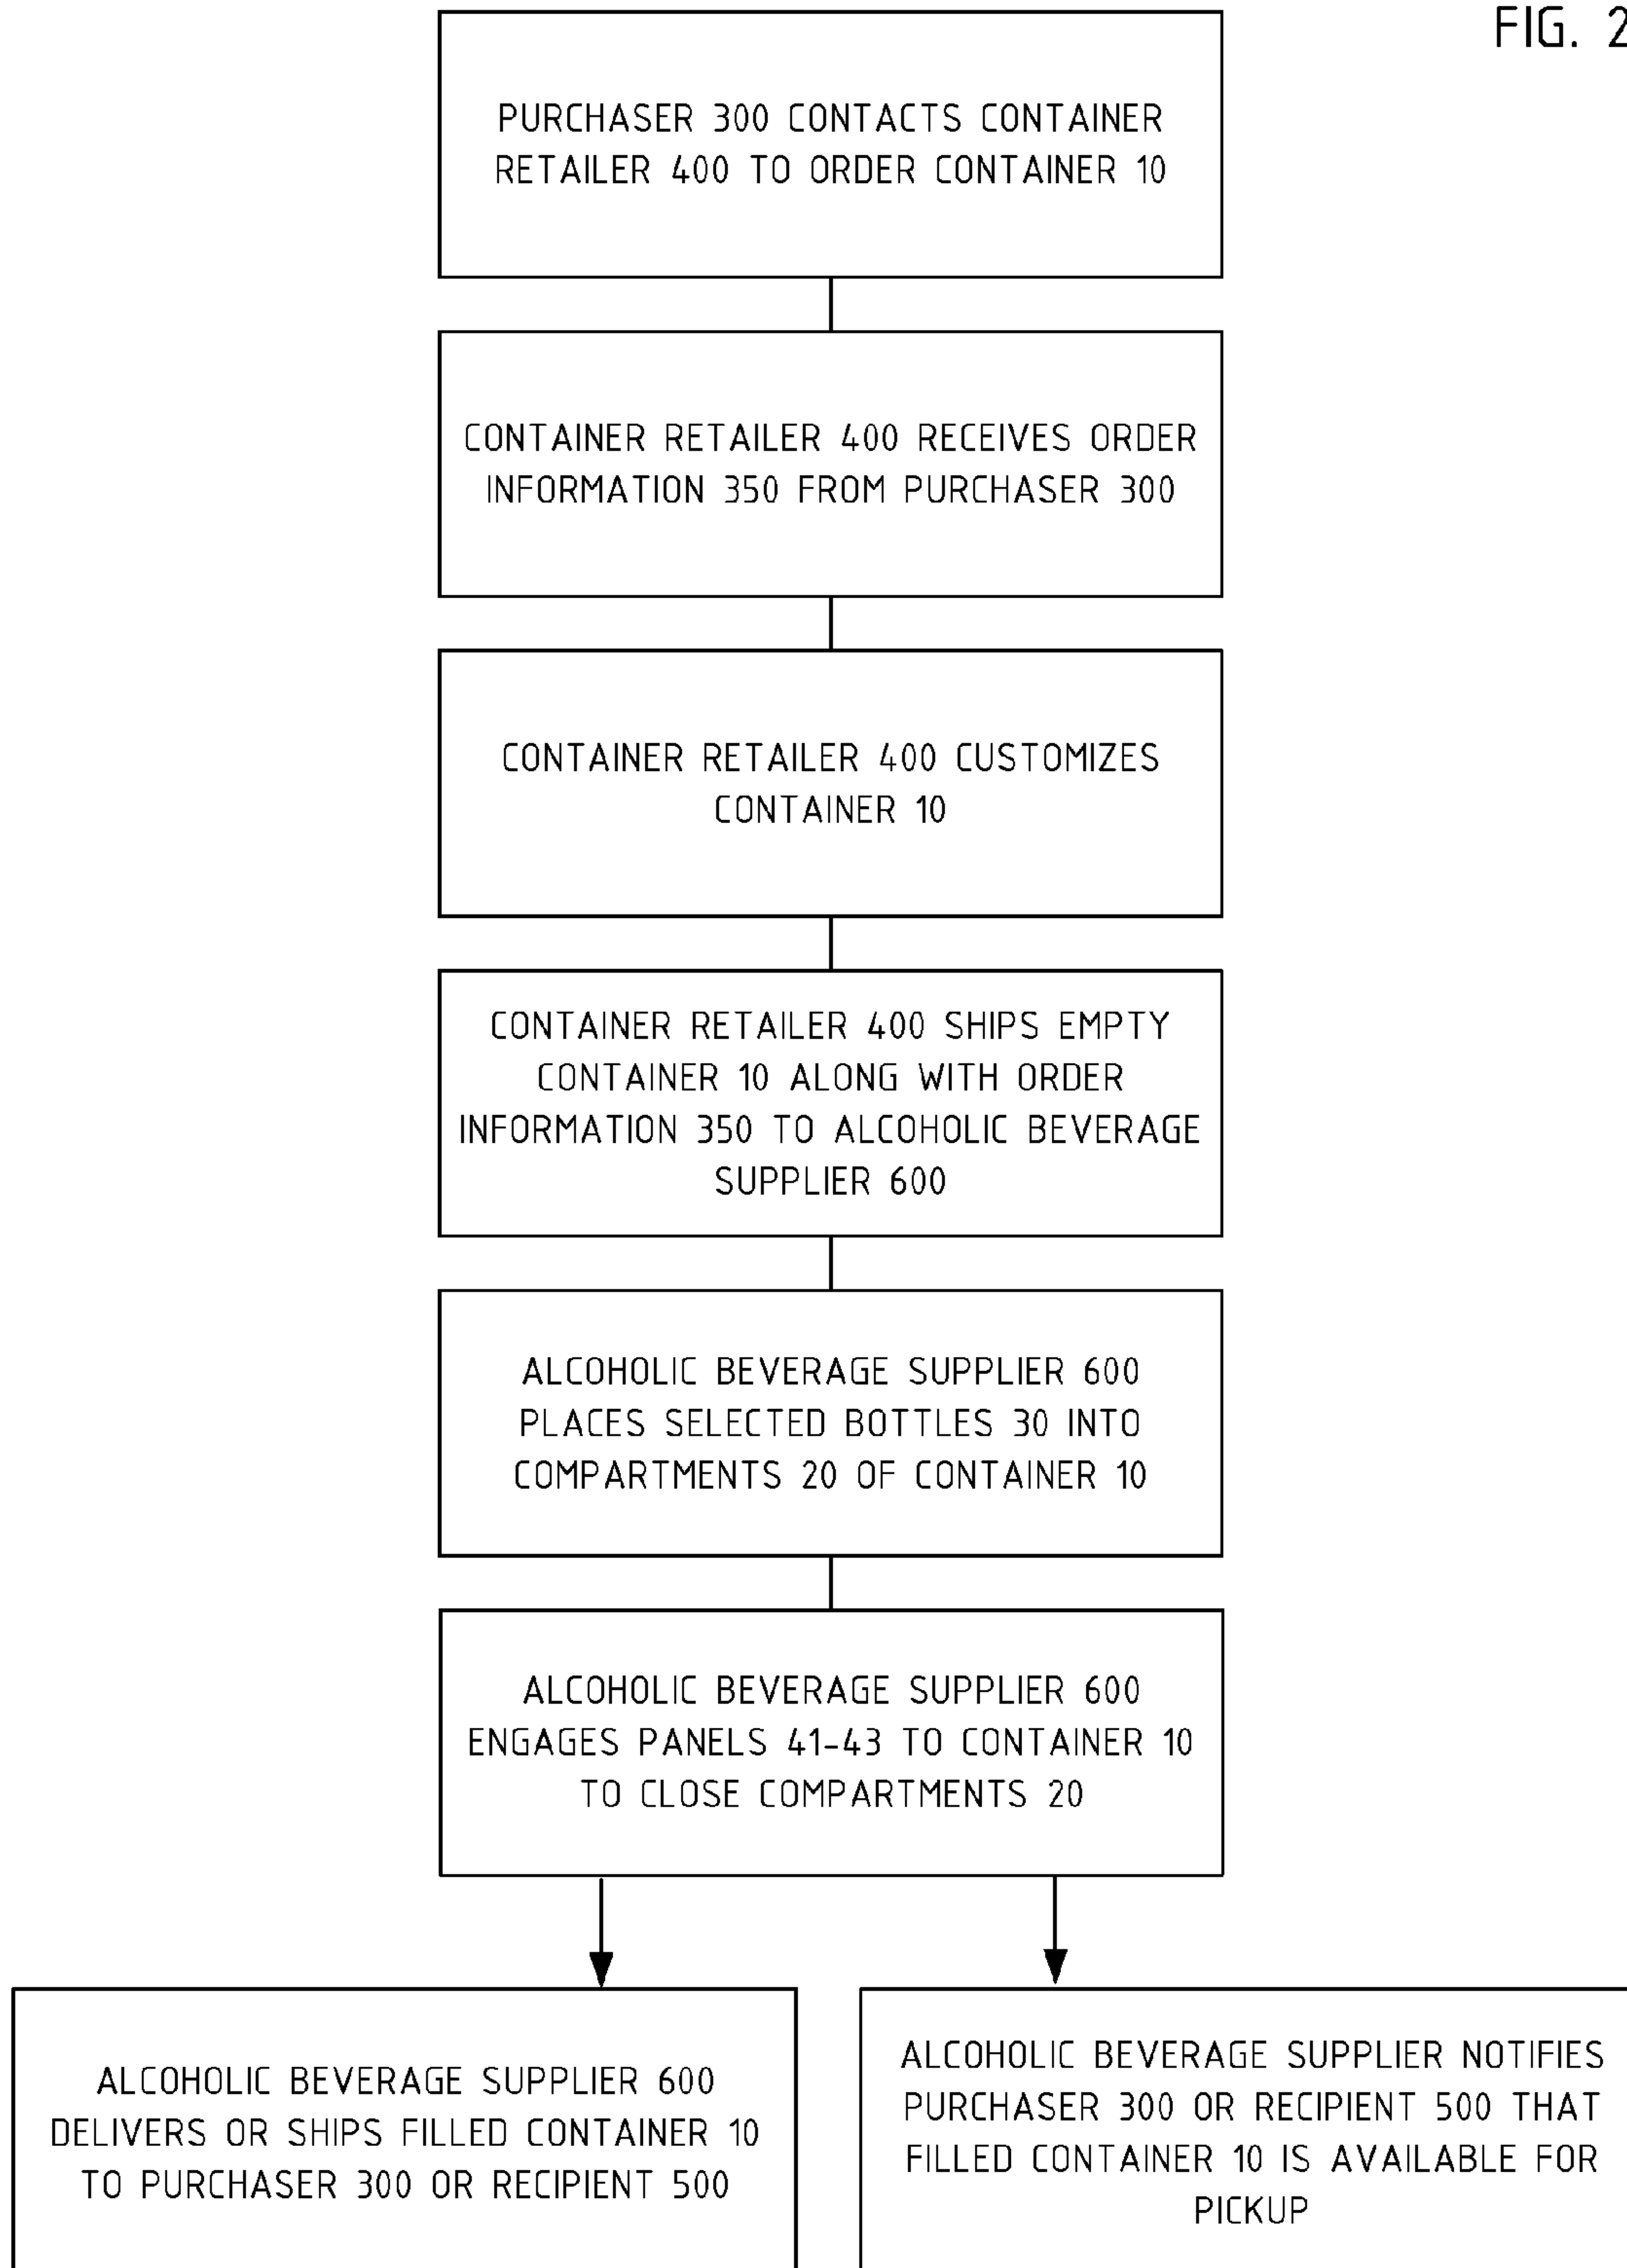 FIG. 2
PURCHASER 300 CONTACTS CONTAINER
RETAILER 400 TO ORDER CONTAINER 10
CONTAINER RETAILER 400 RECEIVES ORDER
INFORMATION 350 FROM PURCHASER 300
CONTAINER RETAILER 400 CUSTOMIZES
CONTAINER 10
CONTAINER RETAILER 400 SHIPS EMPTY
CONTAINER 10 ALONG WITH ORDER
INFORMATION 350 TO ALCOHOLIC BEVERAGE
SUPPLIER 600
ALCOHOLIC BEVERAGE SUPPLIER 600
PLACES SELECTED BOTTLES 30 INTO
COMPARTMENTS 20 OF CONTAINER 10
ALCOHOLIC BEVERAGE SUPPLIER 600
ENGAGES PANELS 41-43 TO CONTAINER 10
TO CLOSE COMPARTMENTS 20
ALCOHOLIC BEVERAGE SUPPLIER 600
DELIVERS OR SHIPS FILLED CONTAINER 10
TO PURCHASER 300 OR RECIPIENT 500
ALCOHOLIC BEVERAGE SUPPLIER NOTIFIES
PURCHASER 300 OR RECIPIENT 500 THAT
FILLED CONTAINER 10 IS AVAILABLE FOR
PICKUP